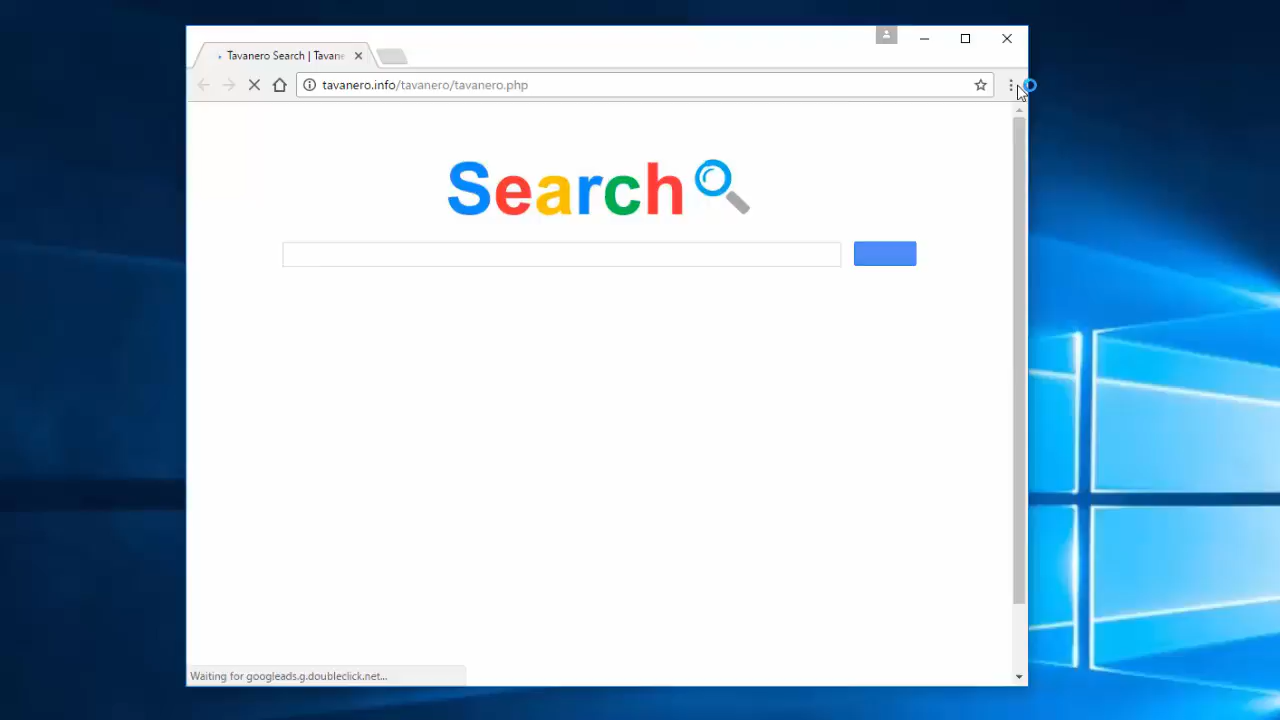 Tavanero Search | Tavane
tavanero.info/tavanero/tavanero.php
Search
Waiting for googleads.g.doubleclick.net...